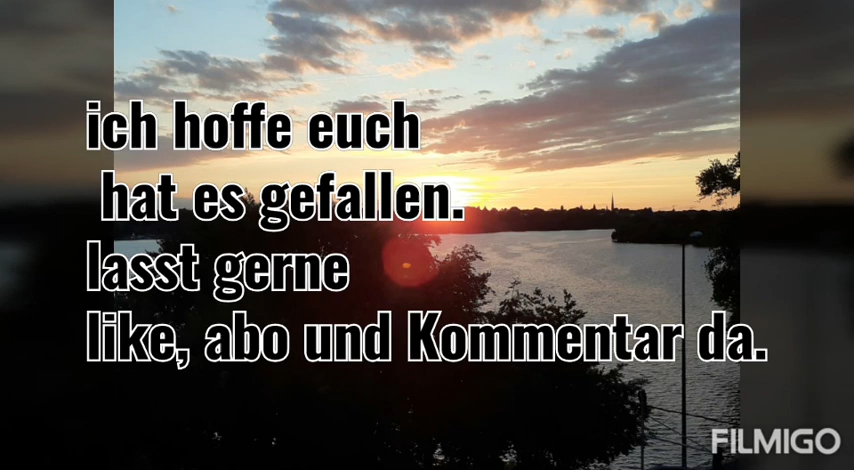 ich hoffe euch
hat es gefallen.
lasst gerne
like, abo und Kommentar da.
FILMIGO